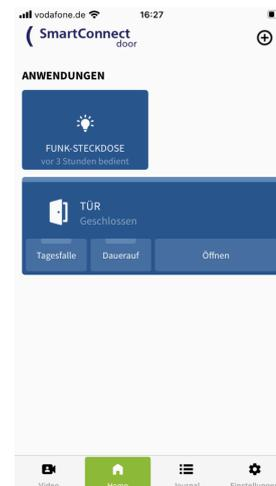 vodafone.de 16:27
( SmartConnect
door
ANWENDUNGEN
FUNK-STECKDOSE
vor 3 Stunden bedient
TÜR
Geschlossen
Tagesfalle Dauerauf Öffnen
Video Home Journal Einstellungen